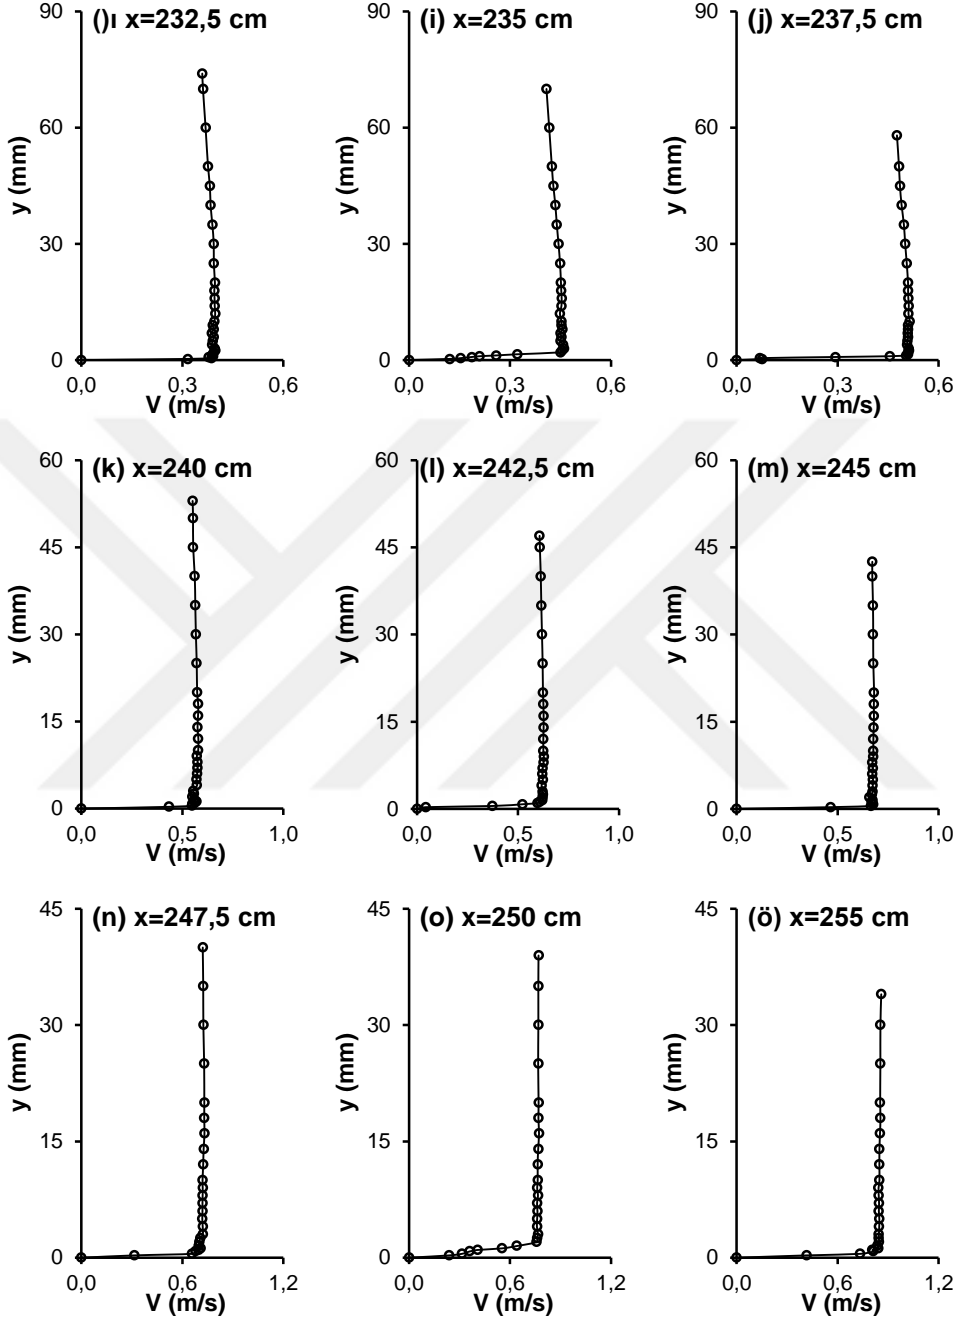 ()ı x=232,5 cm
90
60
30
0
y (mm)
0,0 0,3 0,6
V (m/s)
(i) x=235 cm
90
60
30
0
y (mm)
0,0 0,3 0,6
V (m/s)
(j) x=237,5 cm
90
60
30
0
y (mm)
0,0 0,3 0,6
V (m/s)
(k) x=240 cm
60
45
30
15
0
y (mm)
0,0 0,5 1,0
V (m/s)
(l) x=242,5 cm
60
45
30
15
0
y (mm)
0,0 0,5 1,0
V (m/s)
(m) x=245 cm
60
45
30
15
0
y (mm)
0,0 0,5 1,0
V (m/s)
(n) x=247,5 cm
45
30
15
0
y (mm)
0,0 0,6 1,2
V (m/s)
(o) x=250 cm
45
30
15
0
y (mm)
0,0 0,6 1,2
V (m/s)
(ö) x=255 cm
45
30
15
0
y (mm)
0,0 0,6 1,2
V (m/s)